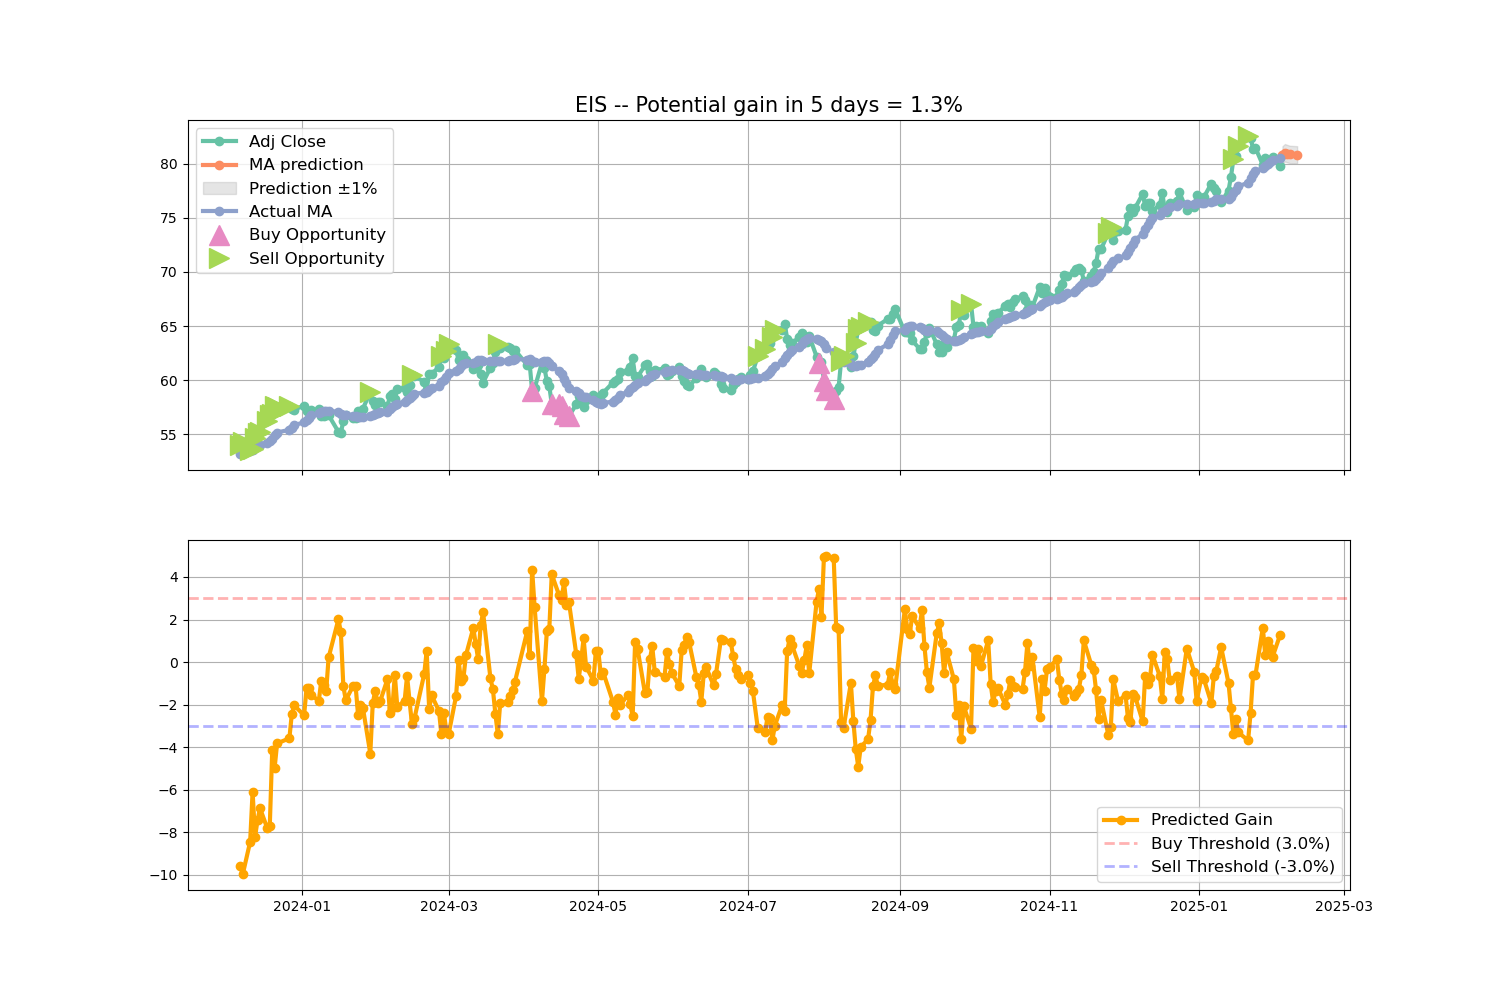 EIS -- Potential gain in 5 days = 1.3%
Adj Close
MA prediction
Prediction ±1%
Actual MA
Buy Opportunity
Sell Opportunity
80
75
70
65
60
55
4
2
0
−2
−4
−6
−8
−10
Predicted Gain
Buy Threshold (3.0%)
Sell Threshold (-3.0%)
2024-01
2024-03
2024-05
2024-07
2024-09
2024-11
2025-01
2025-03